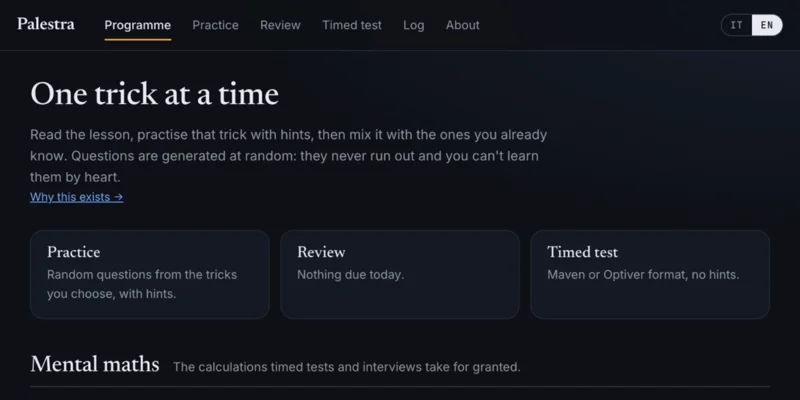 Palestra
Programme
Practice
Review
Timed test
Log
About
IT
EN
One trick at a time
Read the lesson, practise that trick with hints, then mix it with the ones you already
know. Questions are generated at random: they never run out and you can't learn
them by heart.
Why this exists →
Practice
Random questions from the tricks
you choose, with hints.
Review
Nothing due today.
Timed test
Maven or Optiver format, no hints.
Mental maths
The calculations timed tests and interviews take for granted.